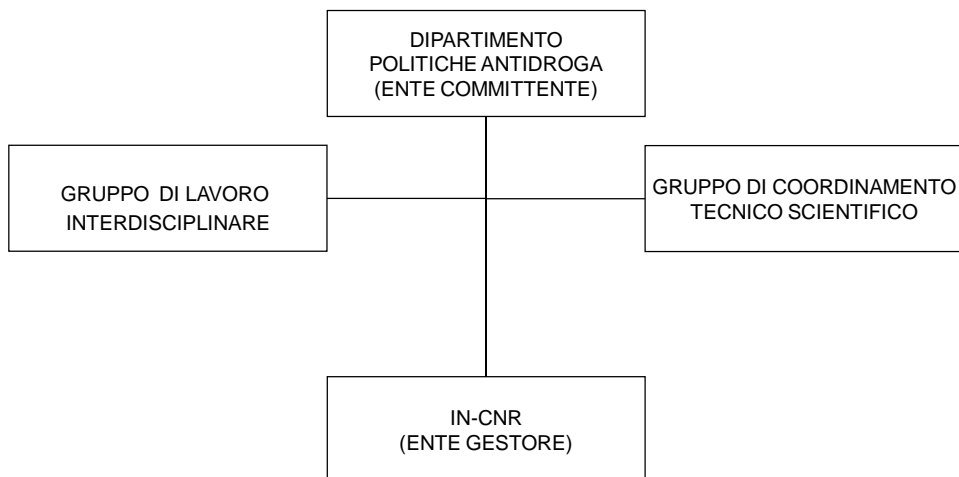 DIPARTIMENTO
POLITICHE ANTIDROGA
(ENTE COMMITTENTE)
GRUPPO DI LAVORO
INTERDISCIPLINARE
GRUPPO DI COORDINAMENTO
TECNICO SCIENTIFICO
IN-CNR
(ENTE GESTORE)